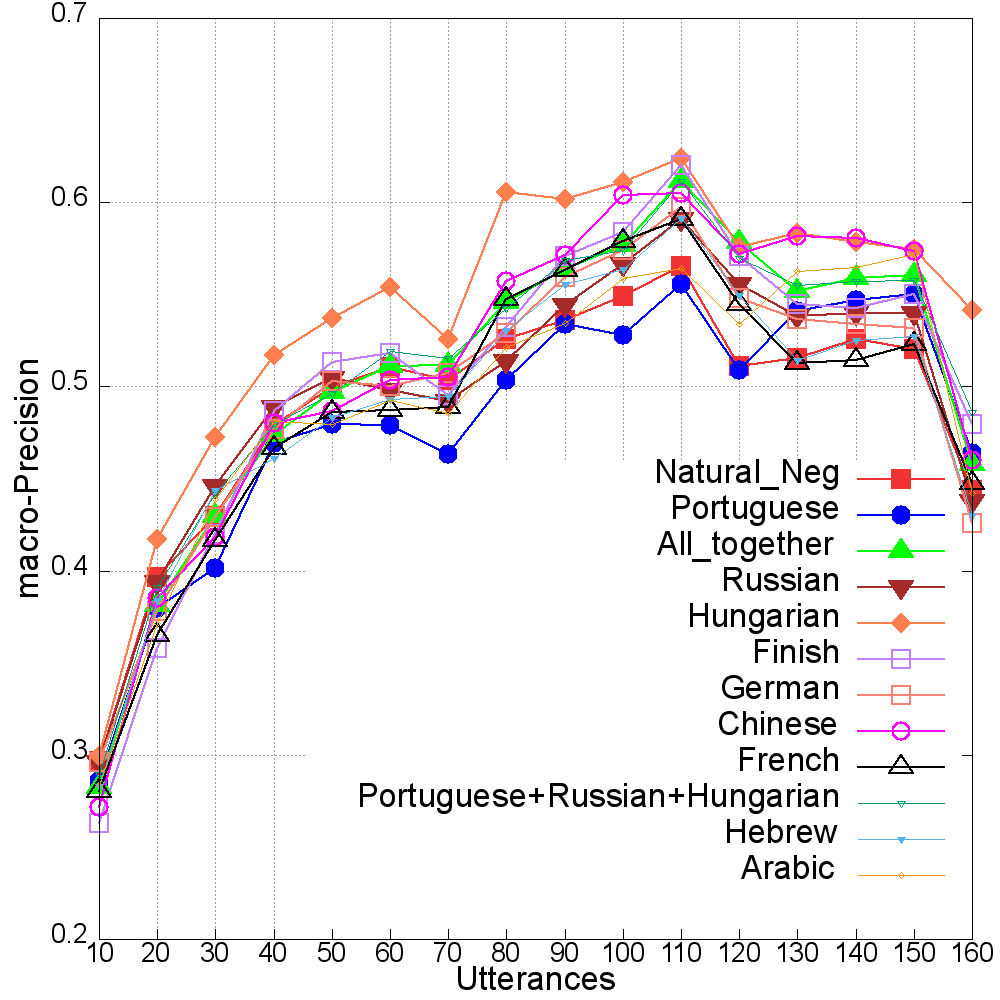 0.7
0.6
0.5
0.4
0.3
0.2
macro-Precision
Natural_Neg
Portuguese
All_together
Russian
Hungarian
Finish
German
Chinese
French
Portuguese+Russian+Hungarian
Hebrew
Arabic
10 20 30 40 50 60 70 80 90 100 110 120 130 140 150 160
Utterances